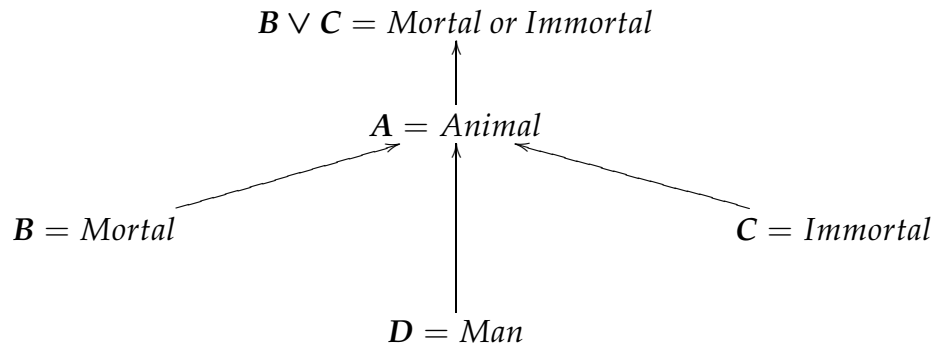 B ∨ C = Mortal or Immortal
A = Animal
B = Mortal
C = Immortal
D = Man